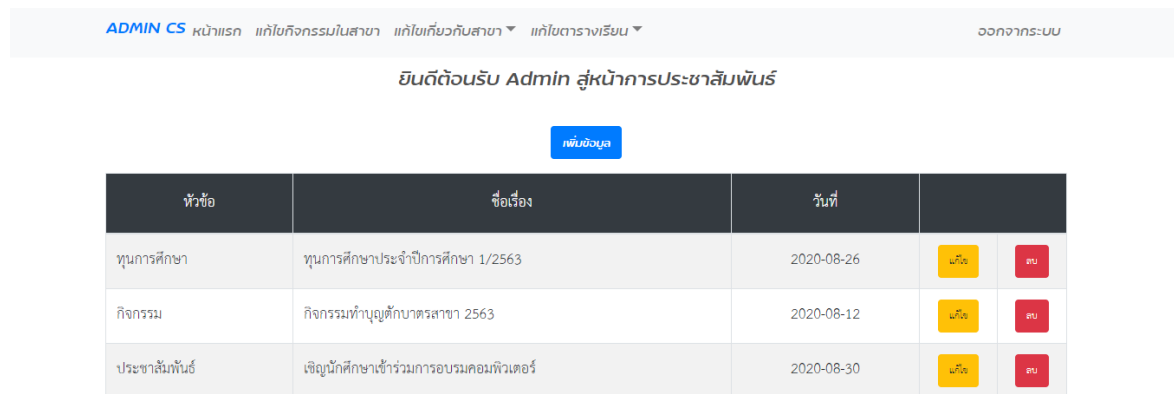 ADMIN CS หน้าแรก แก้ไขกิจกรรมในสาขา แก้ไขเกี่ยวกับสาขา แก้ไขตารางเรียน ออกจากระบบ
ยินดีต้อนรับ Admin สู่หน้าการประชาสัมพันธ์
เพิ่มข้อมูล
หัวข้อ ชื่อเรื่อง วันที่
ทุนการศึกษา ทุนการศึกษาประจำปีการศึกษา 1/2563 2020-08-26 แก้ไข ลบ
กิจกรรม กิจกรรมทำบุญตักบาตรสาขา 2563 2020-08-12 แก้ไข ลบ
ประชาสัมพันธ์ เชิญนักศึกษาเข้าร่วมการอบรมคอมพิวเตอร์ 2020-08-30 แก้ไข ลบ